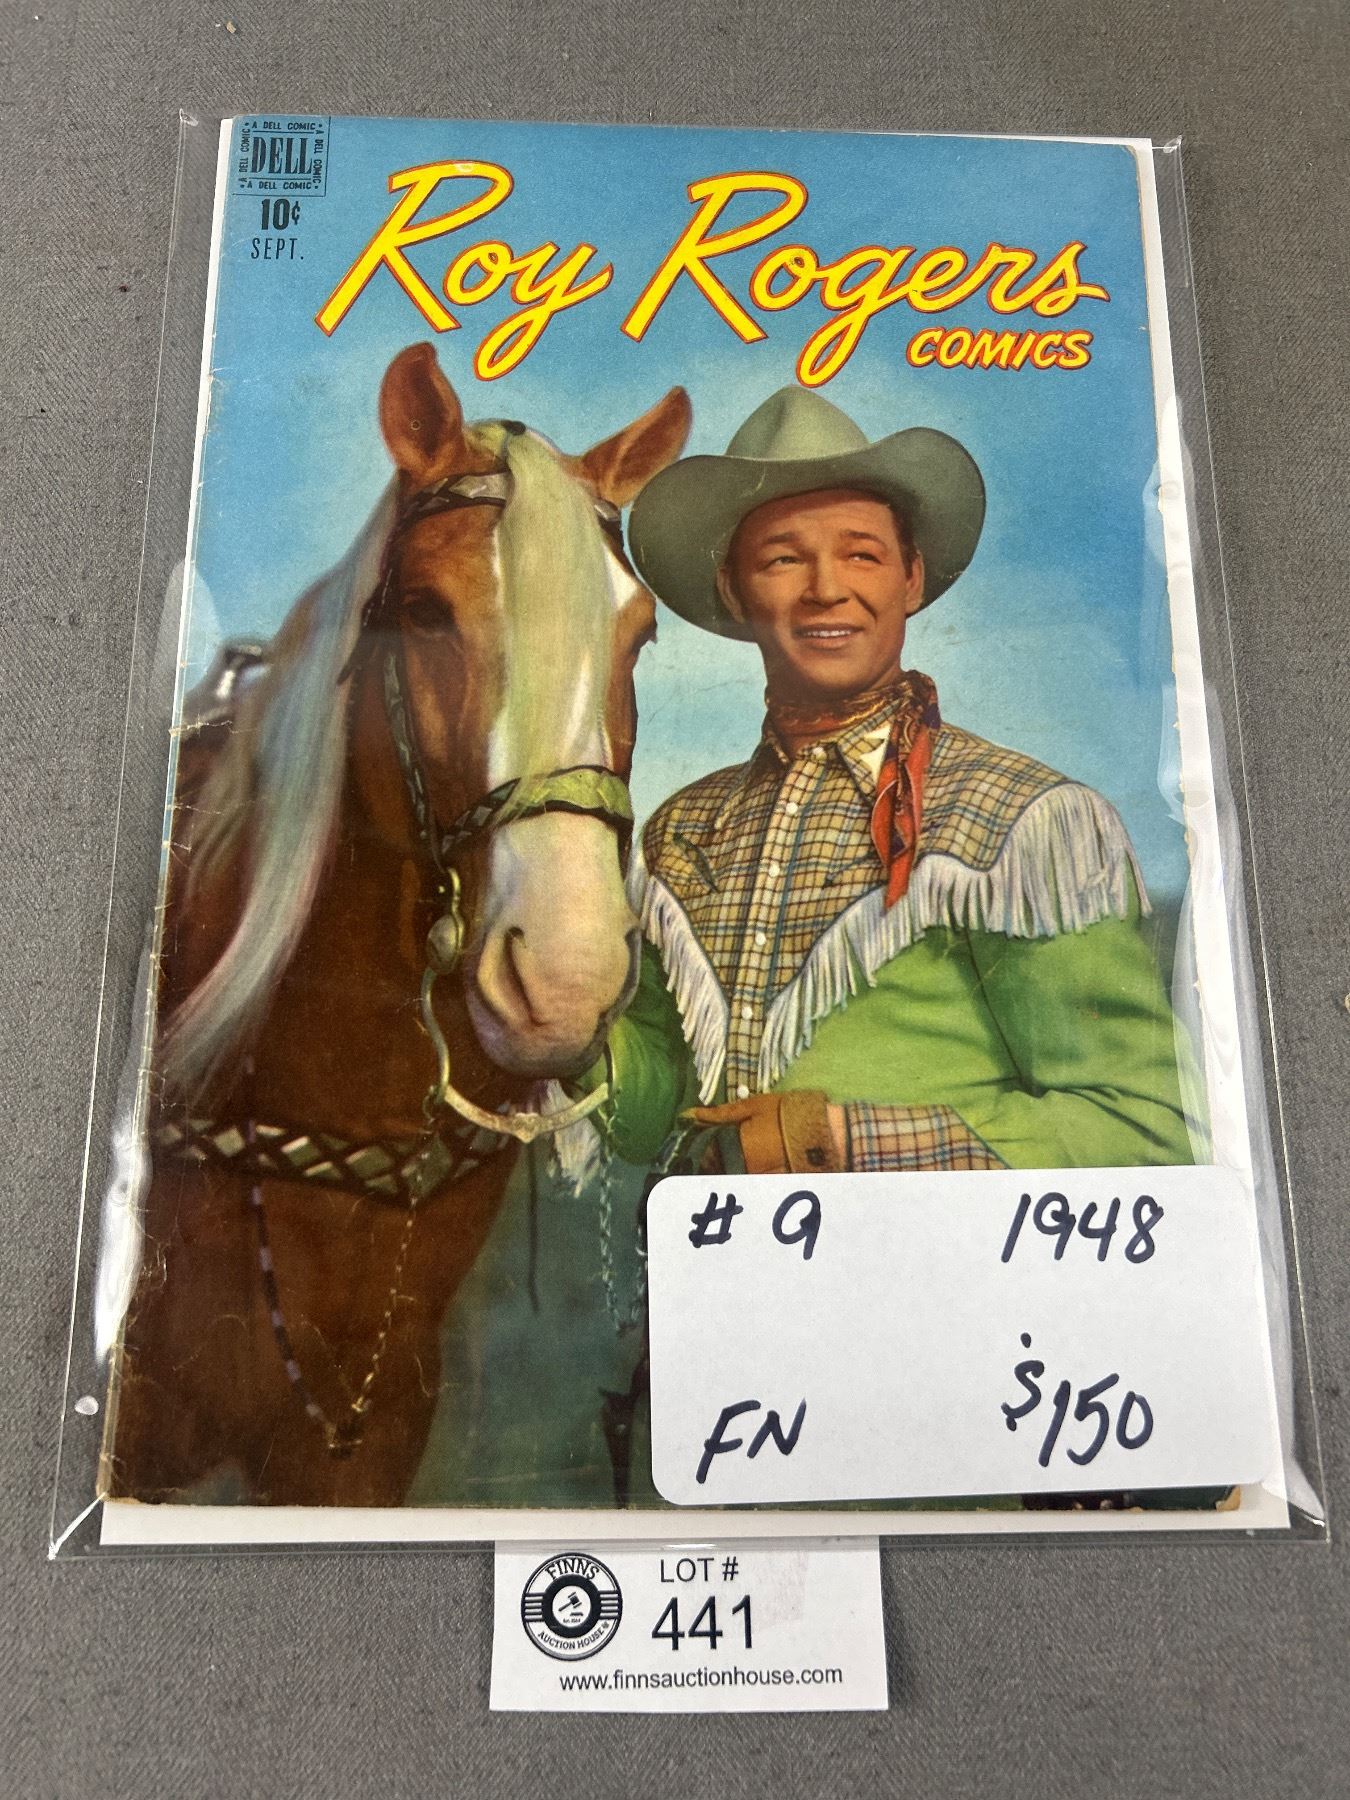 A DELL COMIC
A DELL COMIC
DELL
A DELL COMIC
A DELL COMIC
10¢
SEPT.
Roy Rogers
COMICS
# 9 1948
FN $150
FINNS
AUCTION HOUSE
LOT #
441
www.finnsauctionhouse.com